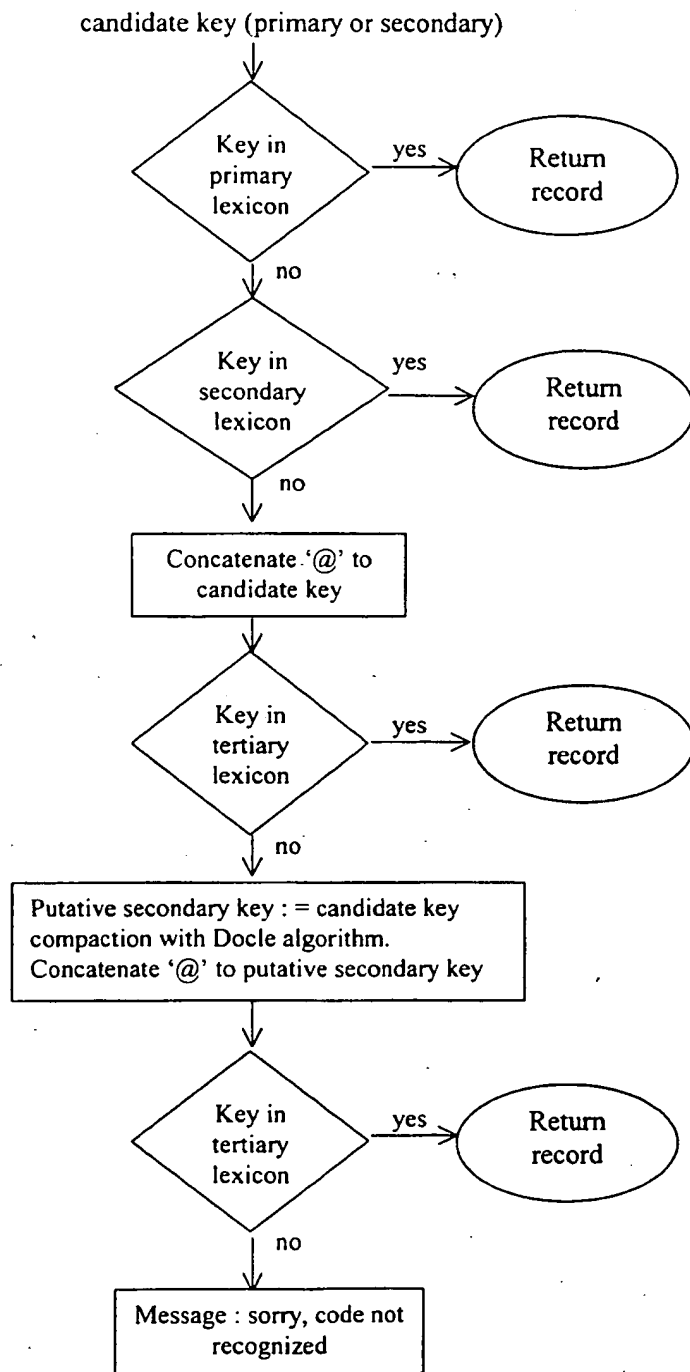 candidate key (primary or secondary)
Key in
primary
lexicon
yes
Return
record
no
Key in
secondary
lexicon
yes
Return
record
no
Concatenate '@' to
candidate key
Key in
tertiary
lexicon
yes
Return
record
no
Putative secondary key : = candidate key
compaction with Docle algorithm.
Concatenate '@' to putative secondary key
Key in
tertiary
lexicon
yes
Return
record
no
Message : sorry, code not
recognized